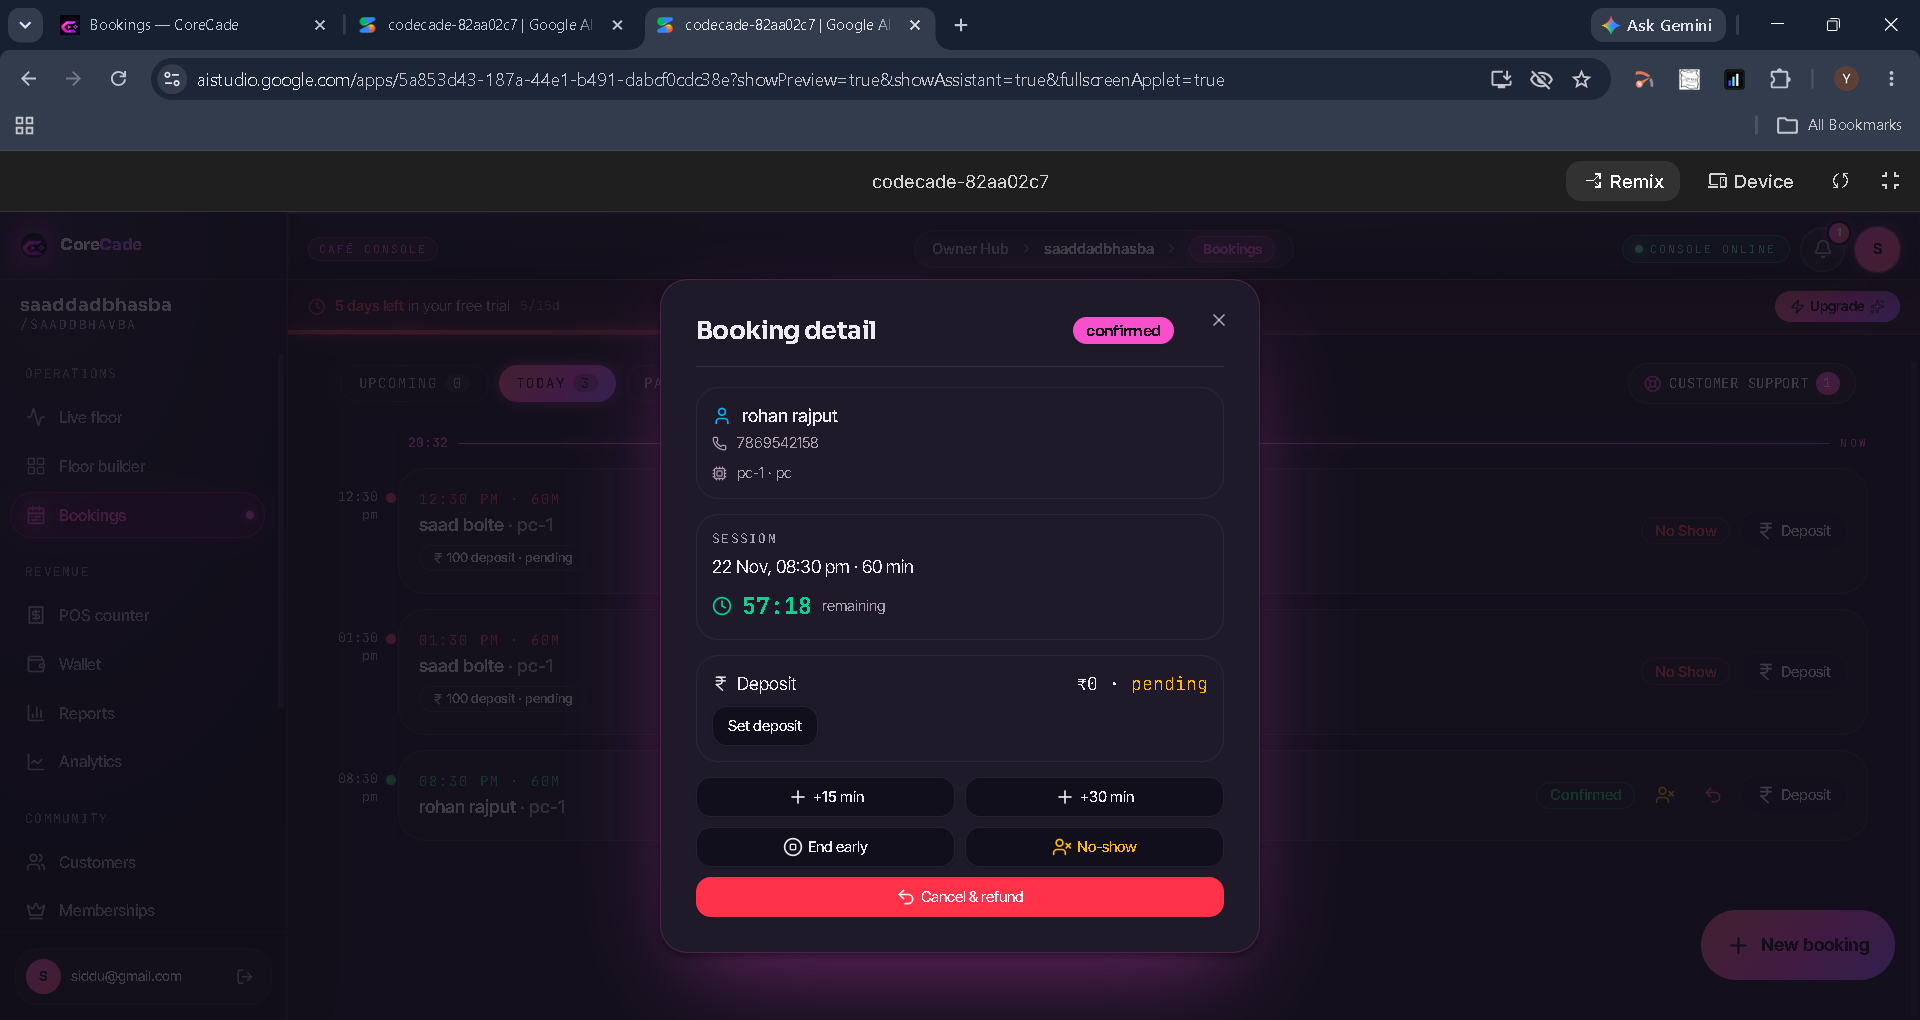 Bookings — CoreCade
codecade-82aa02c7 | Google AI
codecade-82aa02c7 | Google AI
Ask Gemini
aistudio.google.com/apps/5a853d43-187a-44e1-b491-dabcf0cdc38e?showPreview=true&showAssistant=true&fullscreenApplet=true
Y
All Bookmarks
codecade-82aa02c7
Remix
Device
CoreCade
CAFÉ CONSOLE
Owner Hub > saaddadbhasba > Bookings
CONSOLE ONLINE
1
S
saaddadbhasba
/SAADDBHAVBA
5 days left in your free trial 5/15d
Upgrade
OPERATIONS
Live floor
Floor builder
Bookings
REVENUE
POS counter
Wallet
Reports
Analytics
COMMUNITY
Customers
Memberships
S
siddu@gmail.com
UPCOMING 0
TODAY 3
PA
CUSTOMER SUPPORT 1
20:32
NOW
12:30 pm
12:30 PM · 60M
saad bolte · pc-1
₹ 100 deposit · pending
No Show
₹ Deposit
01:30 pm
01:30 PM · 60M
saad bolte · pc-1
₹ 100 deposit · pending
No Show
₹ Deposit
08:30 pm
08:30 PM · 60M
rohan rajput · pc-1
Confirmed
₹ Deposit
+ New booking
Booking detail
confirmed
rohan rajput
7869542158
pc-1 · pc
SESSION
22 Nov, 08:30 pm · 60 min
57:18 remaining
₹ Deposit
₹0 · pending
Set deposit
+ +15 min
+ +30 min
End early
No-show
Cancel & refund